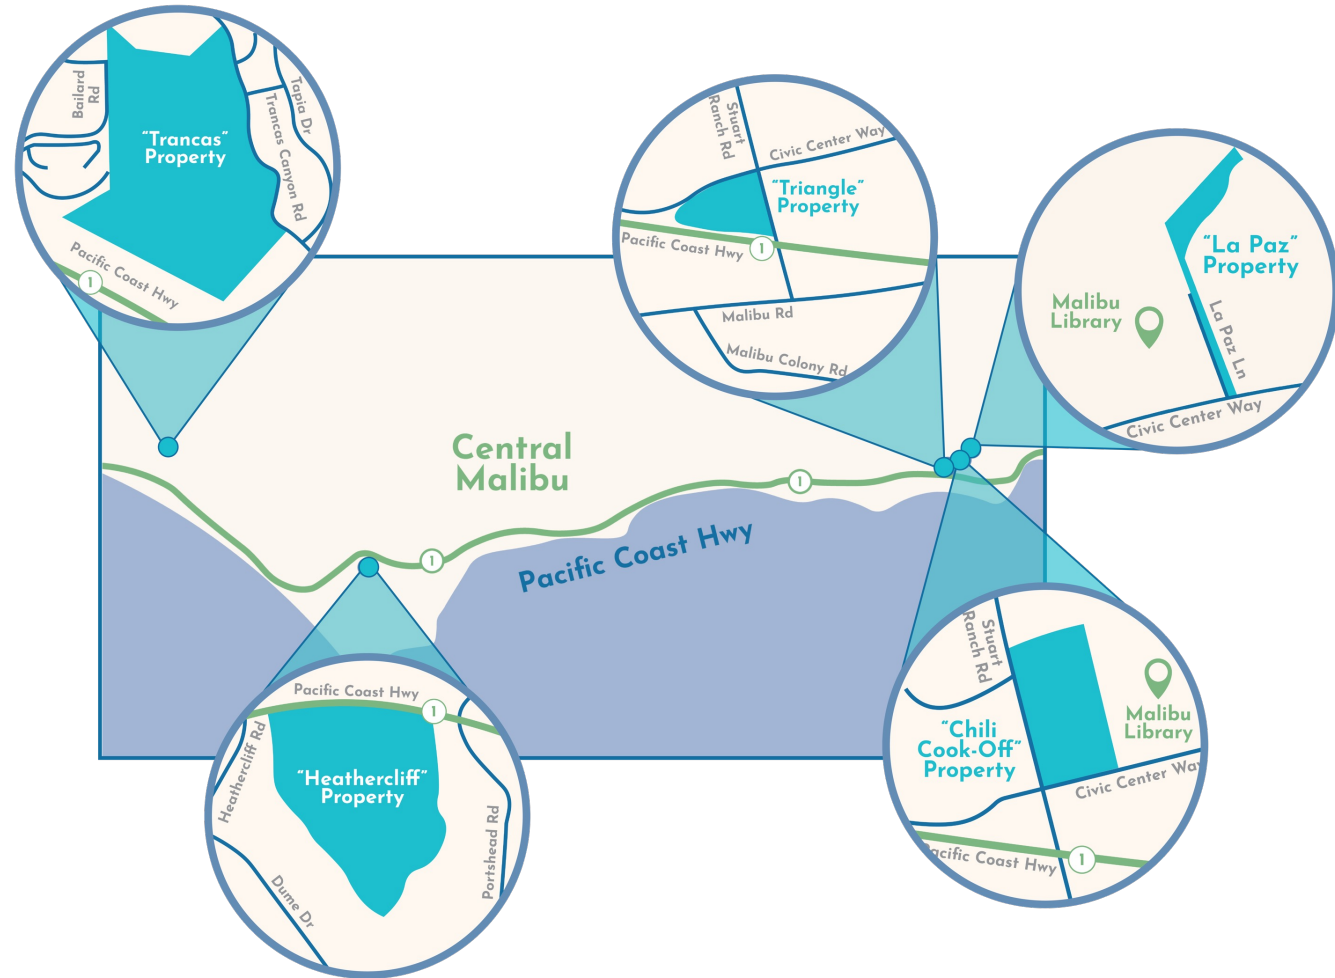 Bailard
Rd
"Trancas"
Property
Tapia Dr
Trancas Canyon Rd
Pacific Coast Hwy
1
Stuart
Ranch Rd
Civic Center Way
"Triangle"
Property
Pacific Coast Hwy
1
Malibu Rd
Malibu Colony Rd
"La Paz"
Property
Malibu
Library
La Paz Ln
Civic Center Way
Central
Malibu
1
1
Pacific Coast Hwy
Pacific Coast Hwy
1
Heathercliff Rd
"Heathercliff"
Property
Portshead Rd
Dume Dr
Stuart
Ranch Rd
"Chili
Cook-Off"
Property
Malibu
Library
Civic Center Way
Pacific Coast Hwy
1